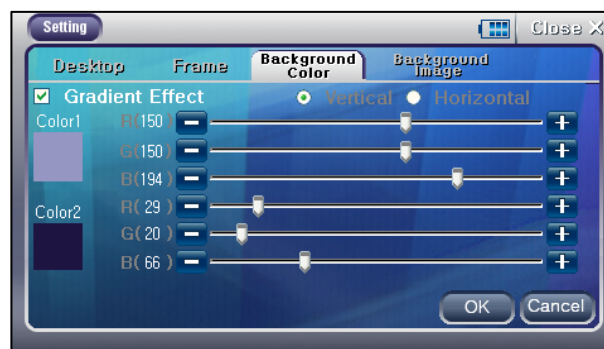 Setting
Close X
Desktop Frame Background Color Background Image
Gradient Effect Vertical Horizontal
Color1 R(150)
G(150)
B(194)
Color2 R( 29 )
G( 20 )
B( 66 )
OK Cancel